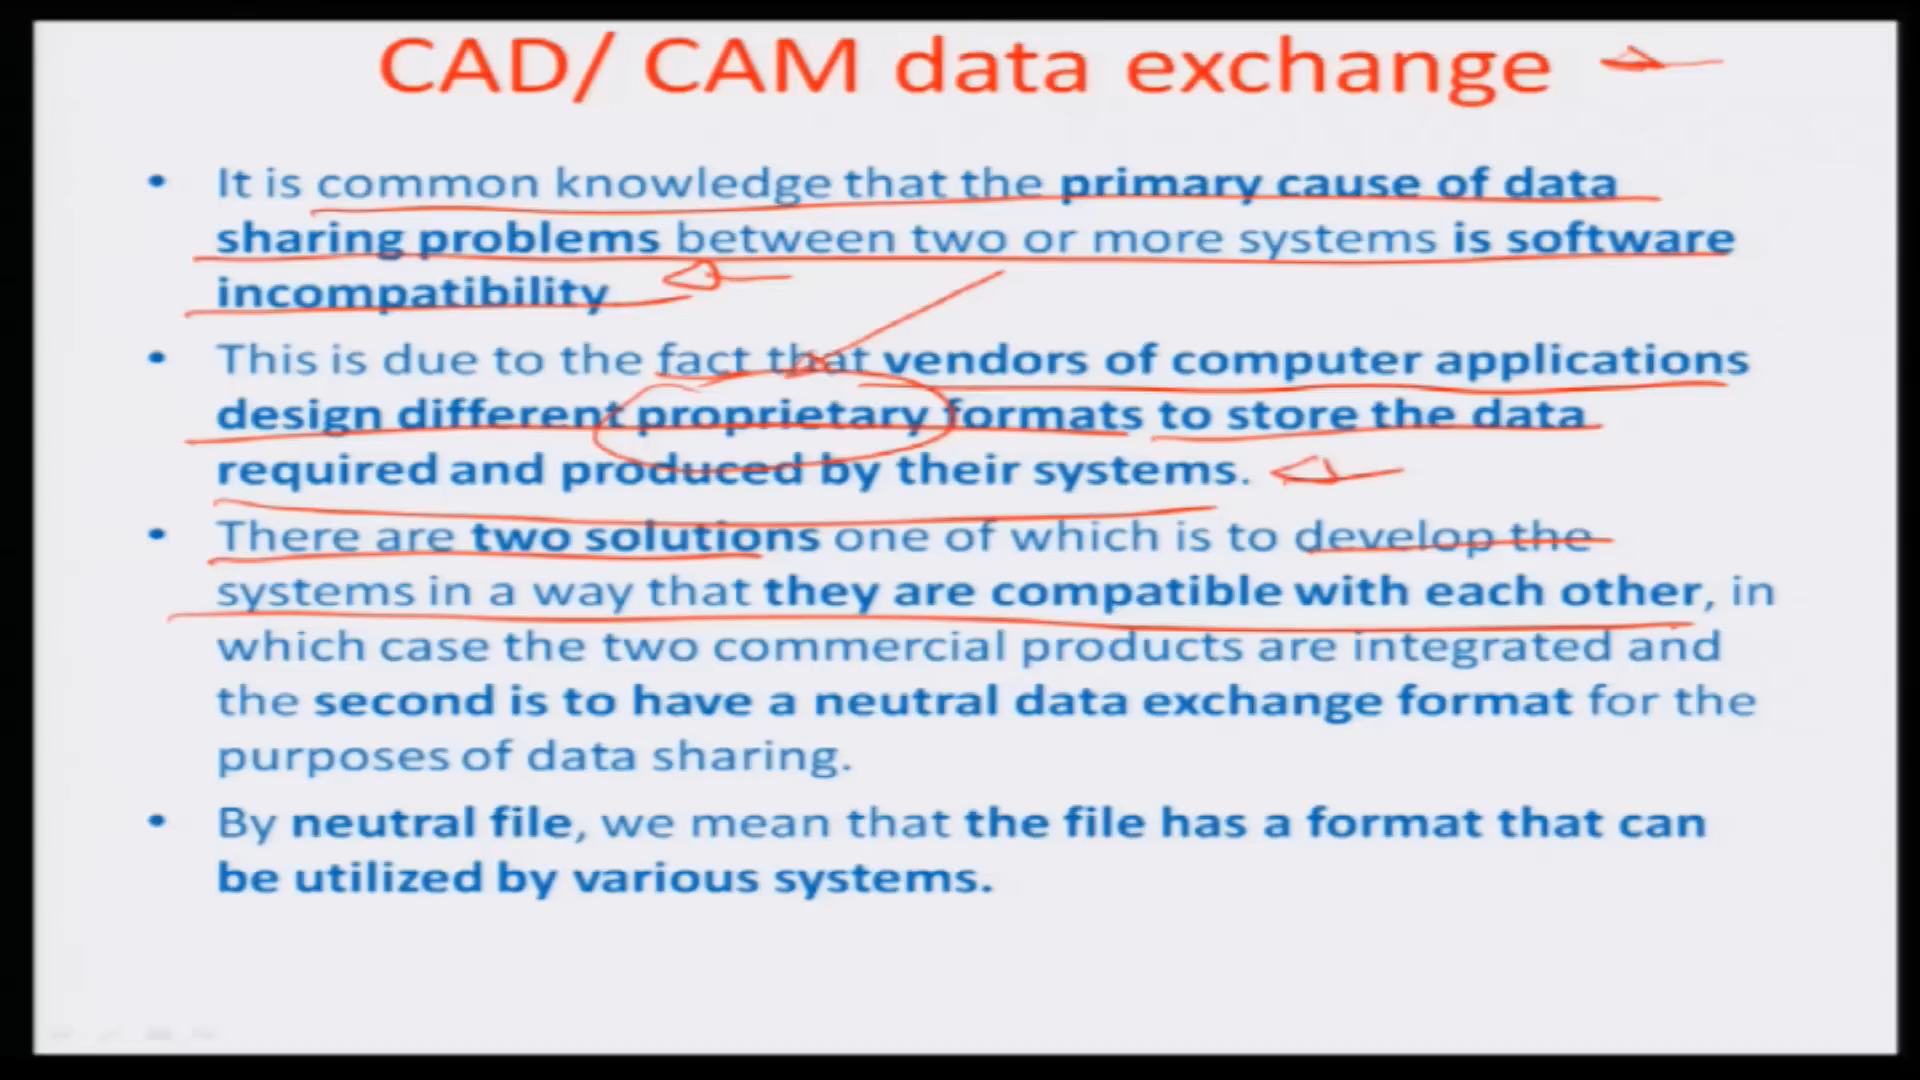 CAD/ CAM data exchange
• It is common knowledge that the primary cause of data
sharing problems between two or more systems is software
incompatibility
• This is due to the fact that vendors of computer applications
design different proprietary formats to store the data
required and produced by their systems.
• There are two solutions one of which is to develop the
systems in a way that they are compatible with each other, in
which case the two commercial products are integrated and
the second is to have a neutral data exchange format for the
purposes of data sharing.
• By neutral file, we mean that the file has a format that can
be utilized by various systems.